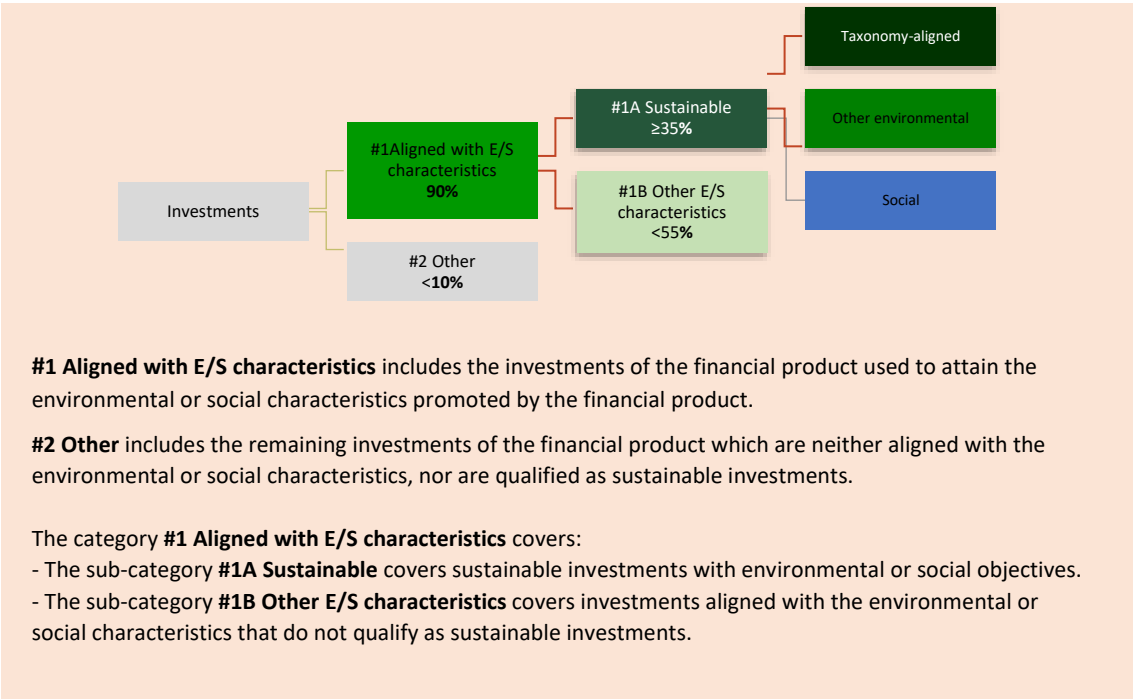 Taxonomy-aligned
#1A Sustainable
≥35%
Other environmental
#1Aligned with E/S
characteristics
90%
#1B Other E/S
characteristics
<55%
Social
Investments
#2 Other
<10%
#1 Aligned with E/S characteristics includes the investments of the financial product used to attain the
environmental or social characteristics promoted by the financial product.
#2 Other includes the remaining investments of the financial product which are neither aligned with the
environmental or social characteristics, nor are qualified as sustainable investments.
The category #1 Aligned with E/S characteristics covers:
- The sub-category #1A Sustainable covers sustainable investments with environmental or social objectives.
- The sub-category #1B Other E/S characteristics covers investments aligned with the environmental or
social characteristics that do not qualify as sustainable investments.